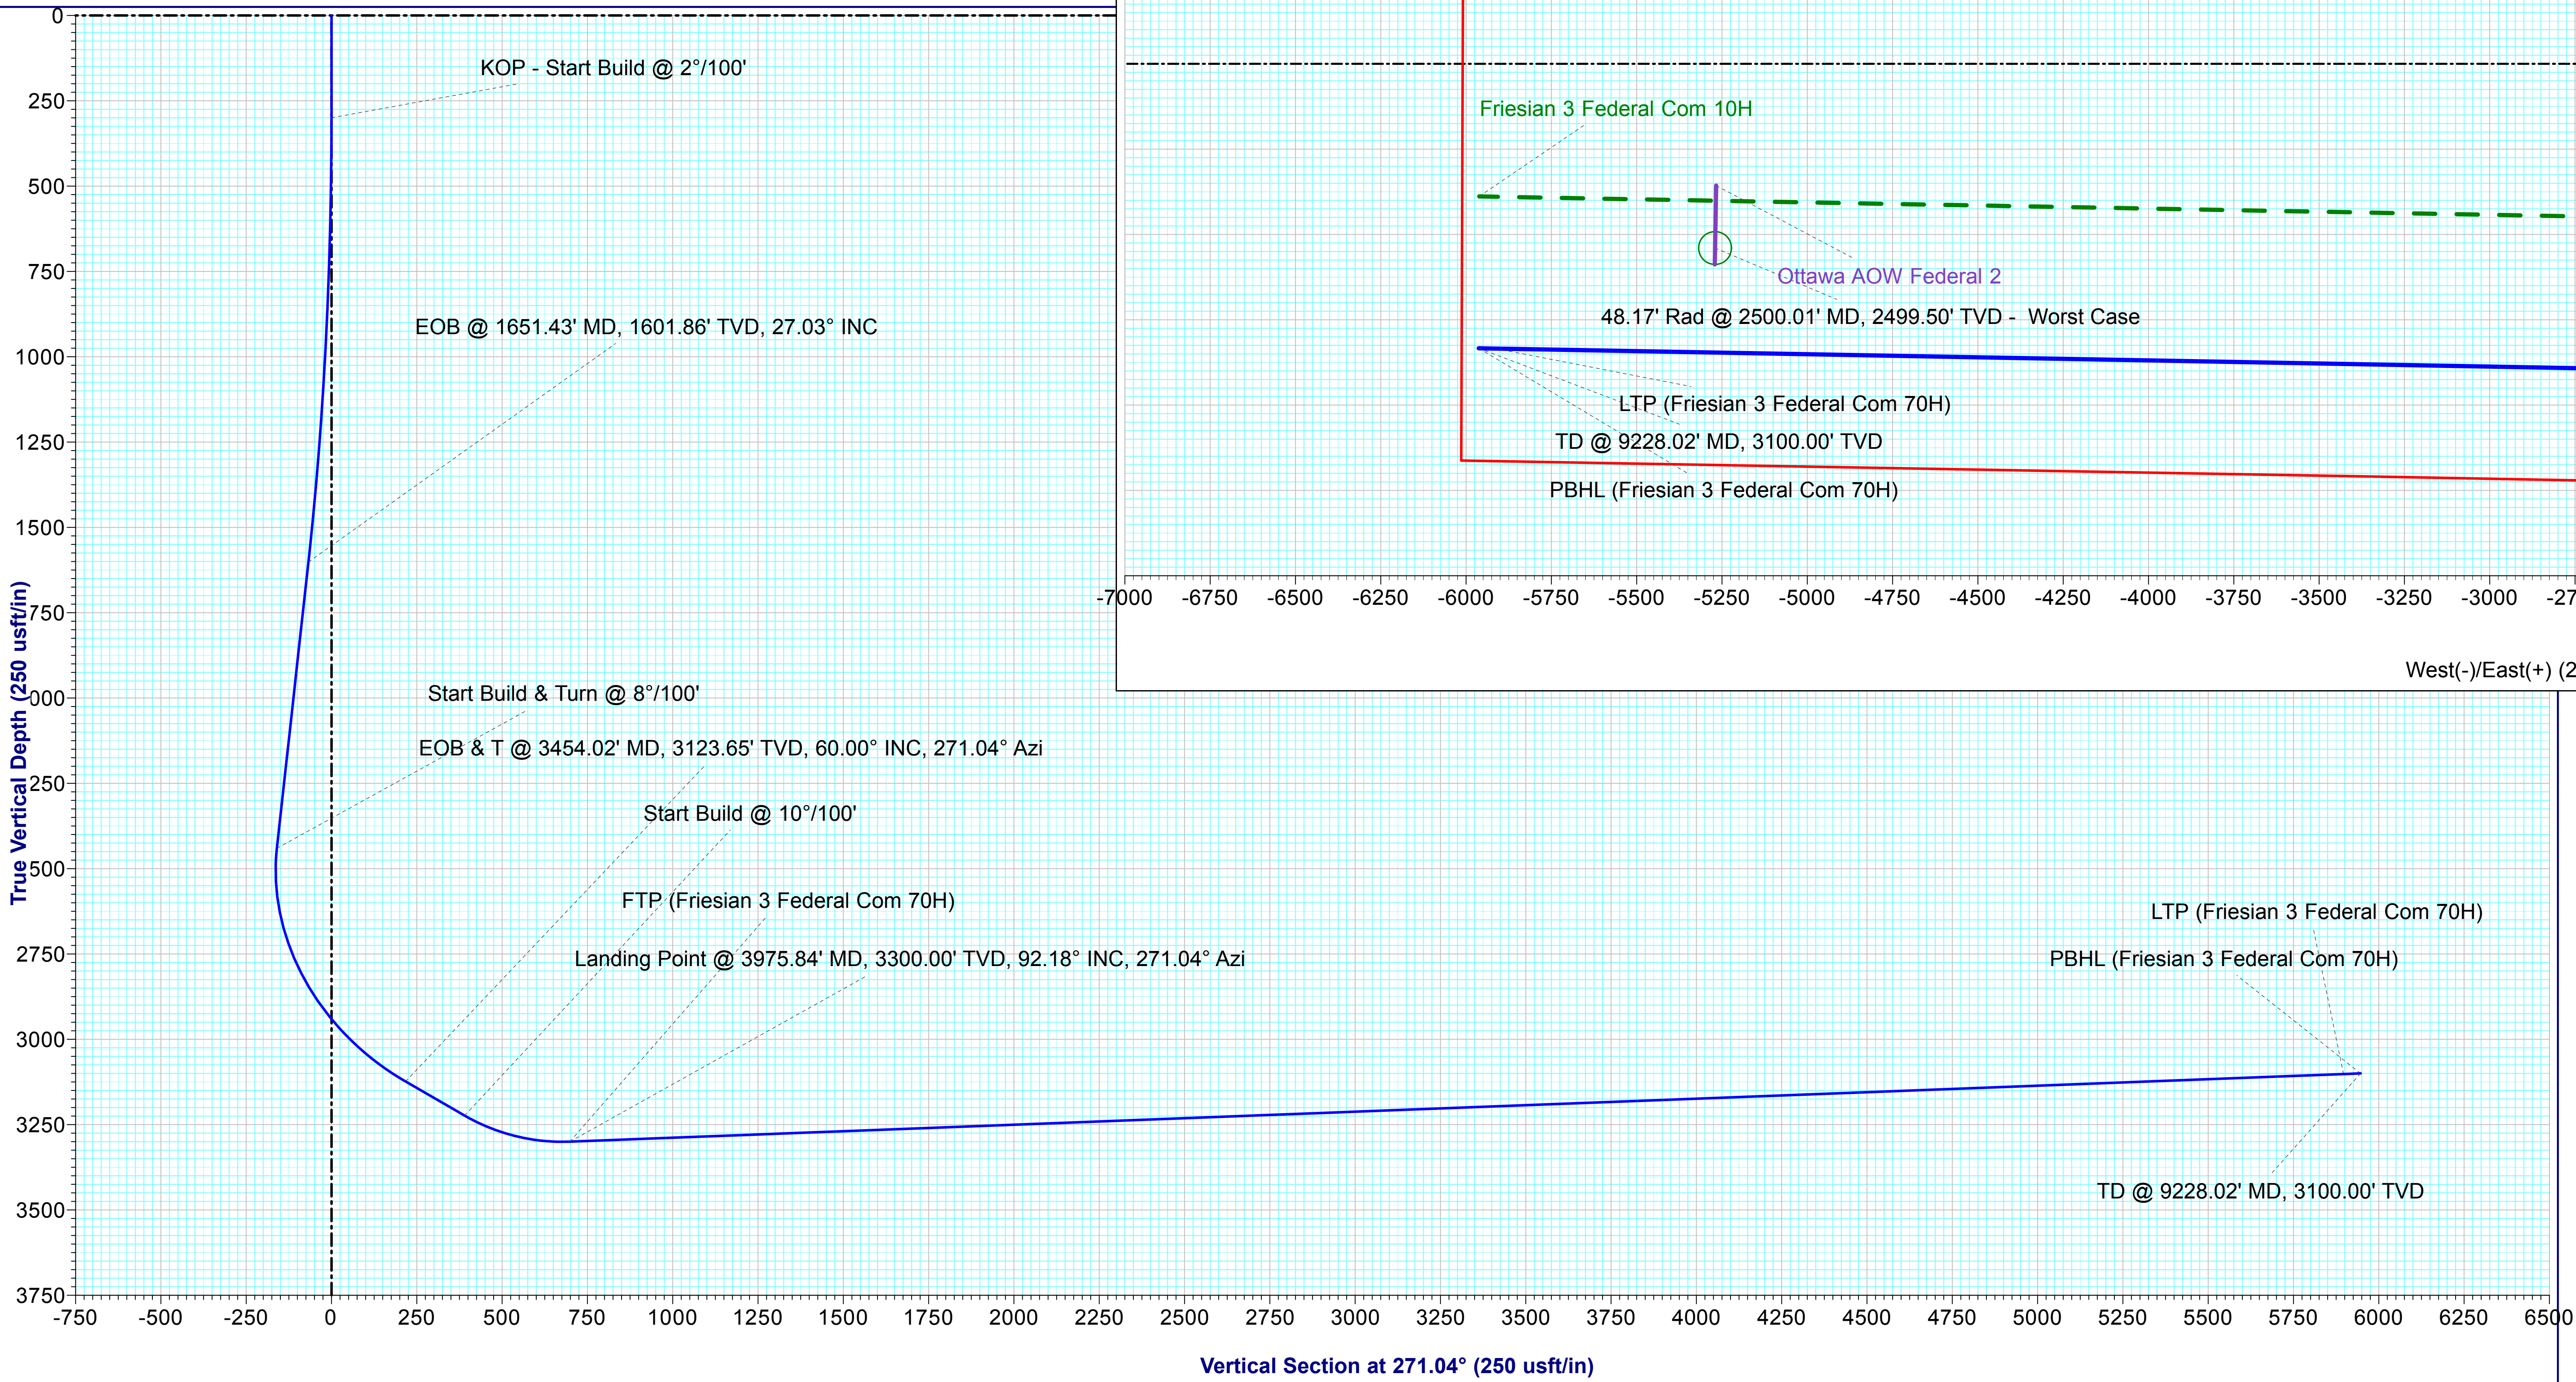 0
250
500
750
1000
1250
1500
750
000
250
500
2750
3000
3250
3500
3750
True Vertical Depth (250 usft/in)
KOP - Start Build @ 2°/100'
EOB @ 1651.43' MD, 1601.86' TVD, 27.03° INC
Start Build & Turn @ 8°/100'
EOB & T @ 3454.02' MD, 3123.65' TVD, 60.00° INC, 271.04° Azi
Start Build @ 10°/100'
FTP (Friesian 3 Federal Com 70H)
Landing Point @ 3975.84' MD, 3300.00' TVD, 92.18° INC, 271.04° Azi
LTP (Friesian 3 Federal Com 70H)
PBHL (Friesian 3 Federal Com 70H)
TD @ 9228.02' MD, 3100.00' TVD
-750 -500 -250 0 250 500 750 1000 1250 1500 1750 2000 2250 2500 2750 3000 3250 3500 3750 4000 4250 4500 4750 5000 5250 5500 5750 6000 6250 6500
Vertical Section at 271.04° (250 usft/in)
Friesian 3 Federal Com 10H
Ottawa AOW Federal 2
48.17' Rad @ 2500.01' MD, 2499.50' TVD - Worst Case
LTP (Friesian 3 Federal Com 70H)
TD @ 9228.02' MD, 3100.00' TVD
PBHL (Friesian 3 Federal Com 70H)
-7000 -6750 -6500 -6250 -6000 -5750 -5500 -5250 -5000 -4750 -4500 -4250 -4000 -3750 -3500 -3250 -3000 -27
West(-)/East(+) (2